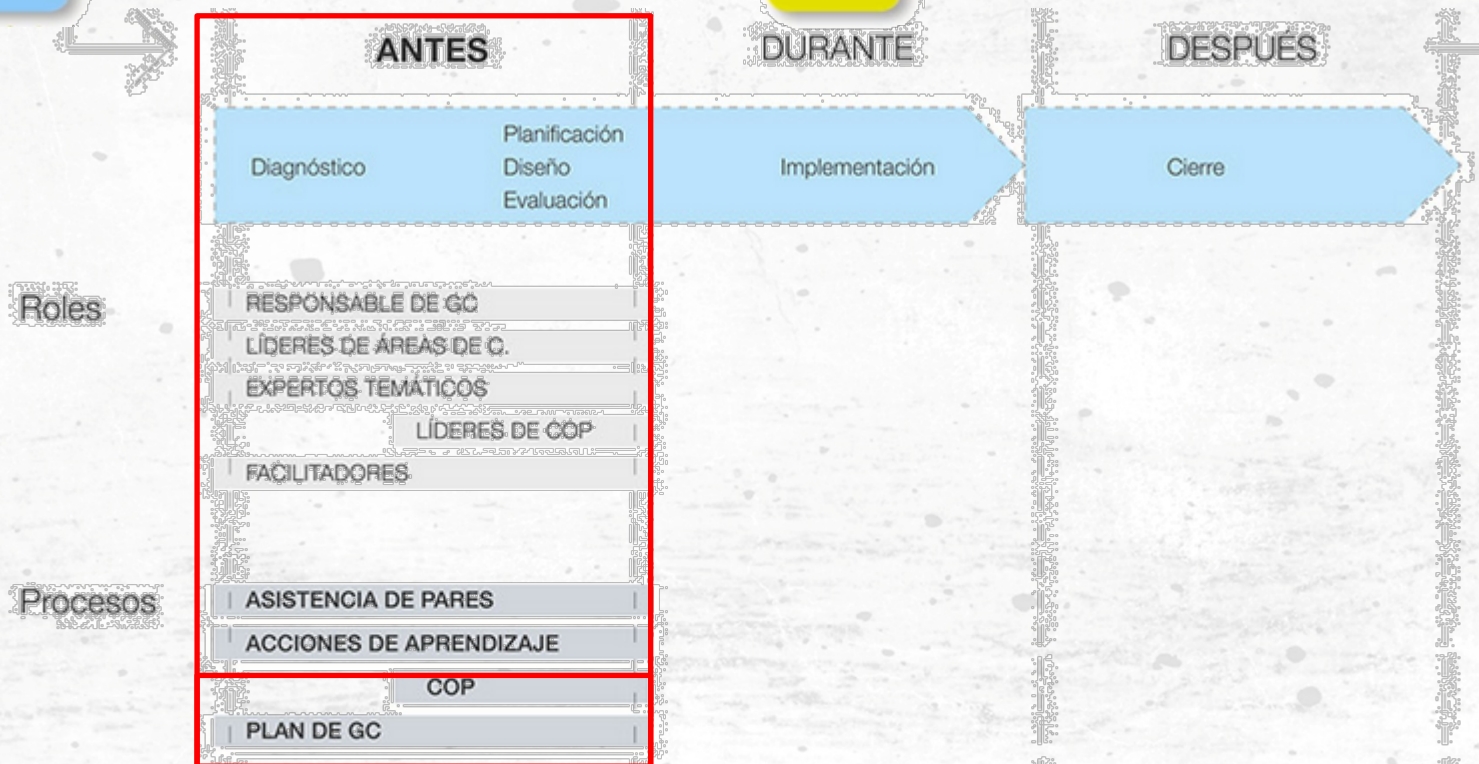 ANTES
DURANTE
DESPUÉS
Diagnóstico
Planificación
Diseño
Evaluación
Implementación
Cierre
Roles
RESPONSABLE DE GC
LÍDERES DE ÁREAS DE C.
EXPERTOS TEMÁTICOS
LÍDERES DE COP
FACILITADORES
Procesos
ASISTENCIA DE PARES
ACCIONES DE APRENDIZAJE
COP
PLAN DE GC